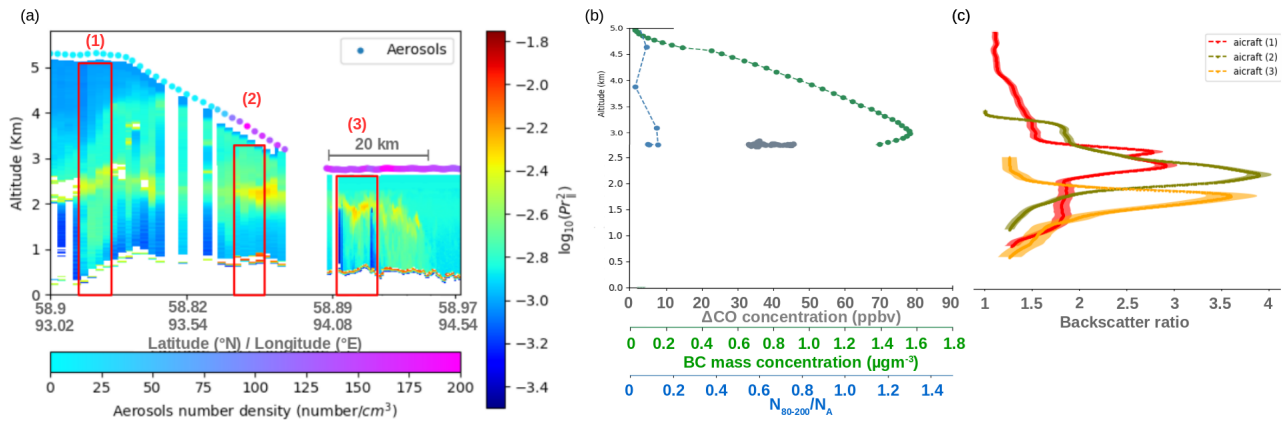 (a)
(1)
(2)
(3)
20 km
Aerosols
Altitude (Km)
5
4
3
2
1
0
58.9 58.82 58.89 58.97
93.02 93.54 94.08 94.54
Latitude (°N) / Longitude (°E)
0 25 50 75 100 125 150 175 200
Aerosols number density (number/cm³)
−1.8
−2.0
−2.2
−2.4
−2.6
−2.8
−3.0
−3.2
−3.4
log₁₀(Pr²∥)
(b)
Altitude (km)
5.0
4.5
4.0
3.5
3.0
2.5
2.0
1.5
1.0
0.5
0.0
0 10 20 30 40 50 60 70 80 90
ΔCO concentration (ppbv)
0 0.2 0.4 0.6 0.8 1.0 1.2 1.4 1.6 1.8
BC mass concentration (µgm⁻³)
0 0.2 0.4 0.6 0.8 1.0 1.2 1.4
N₈₀₋₂₀₀/N_A
(c)
aicraft (1)
aicraft (2)
aicraft (3)
1 1.5 2 2.5 3 3.5 4
Backscatter ratio